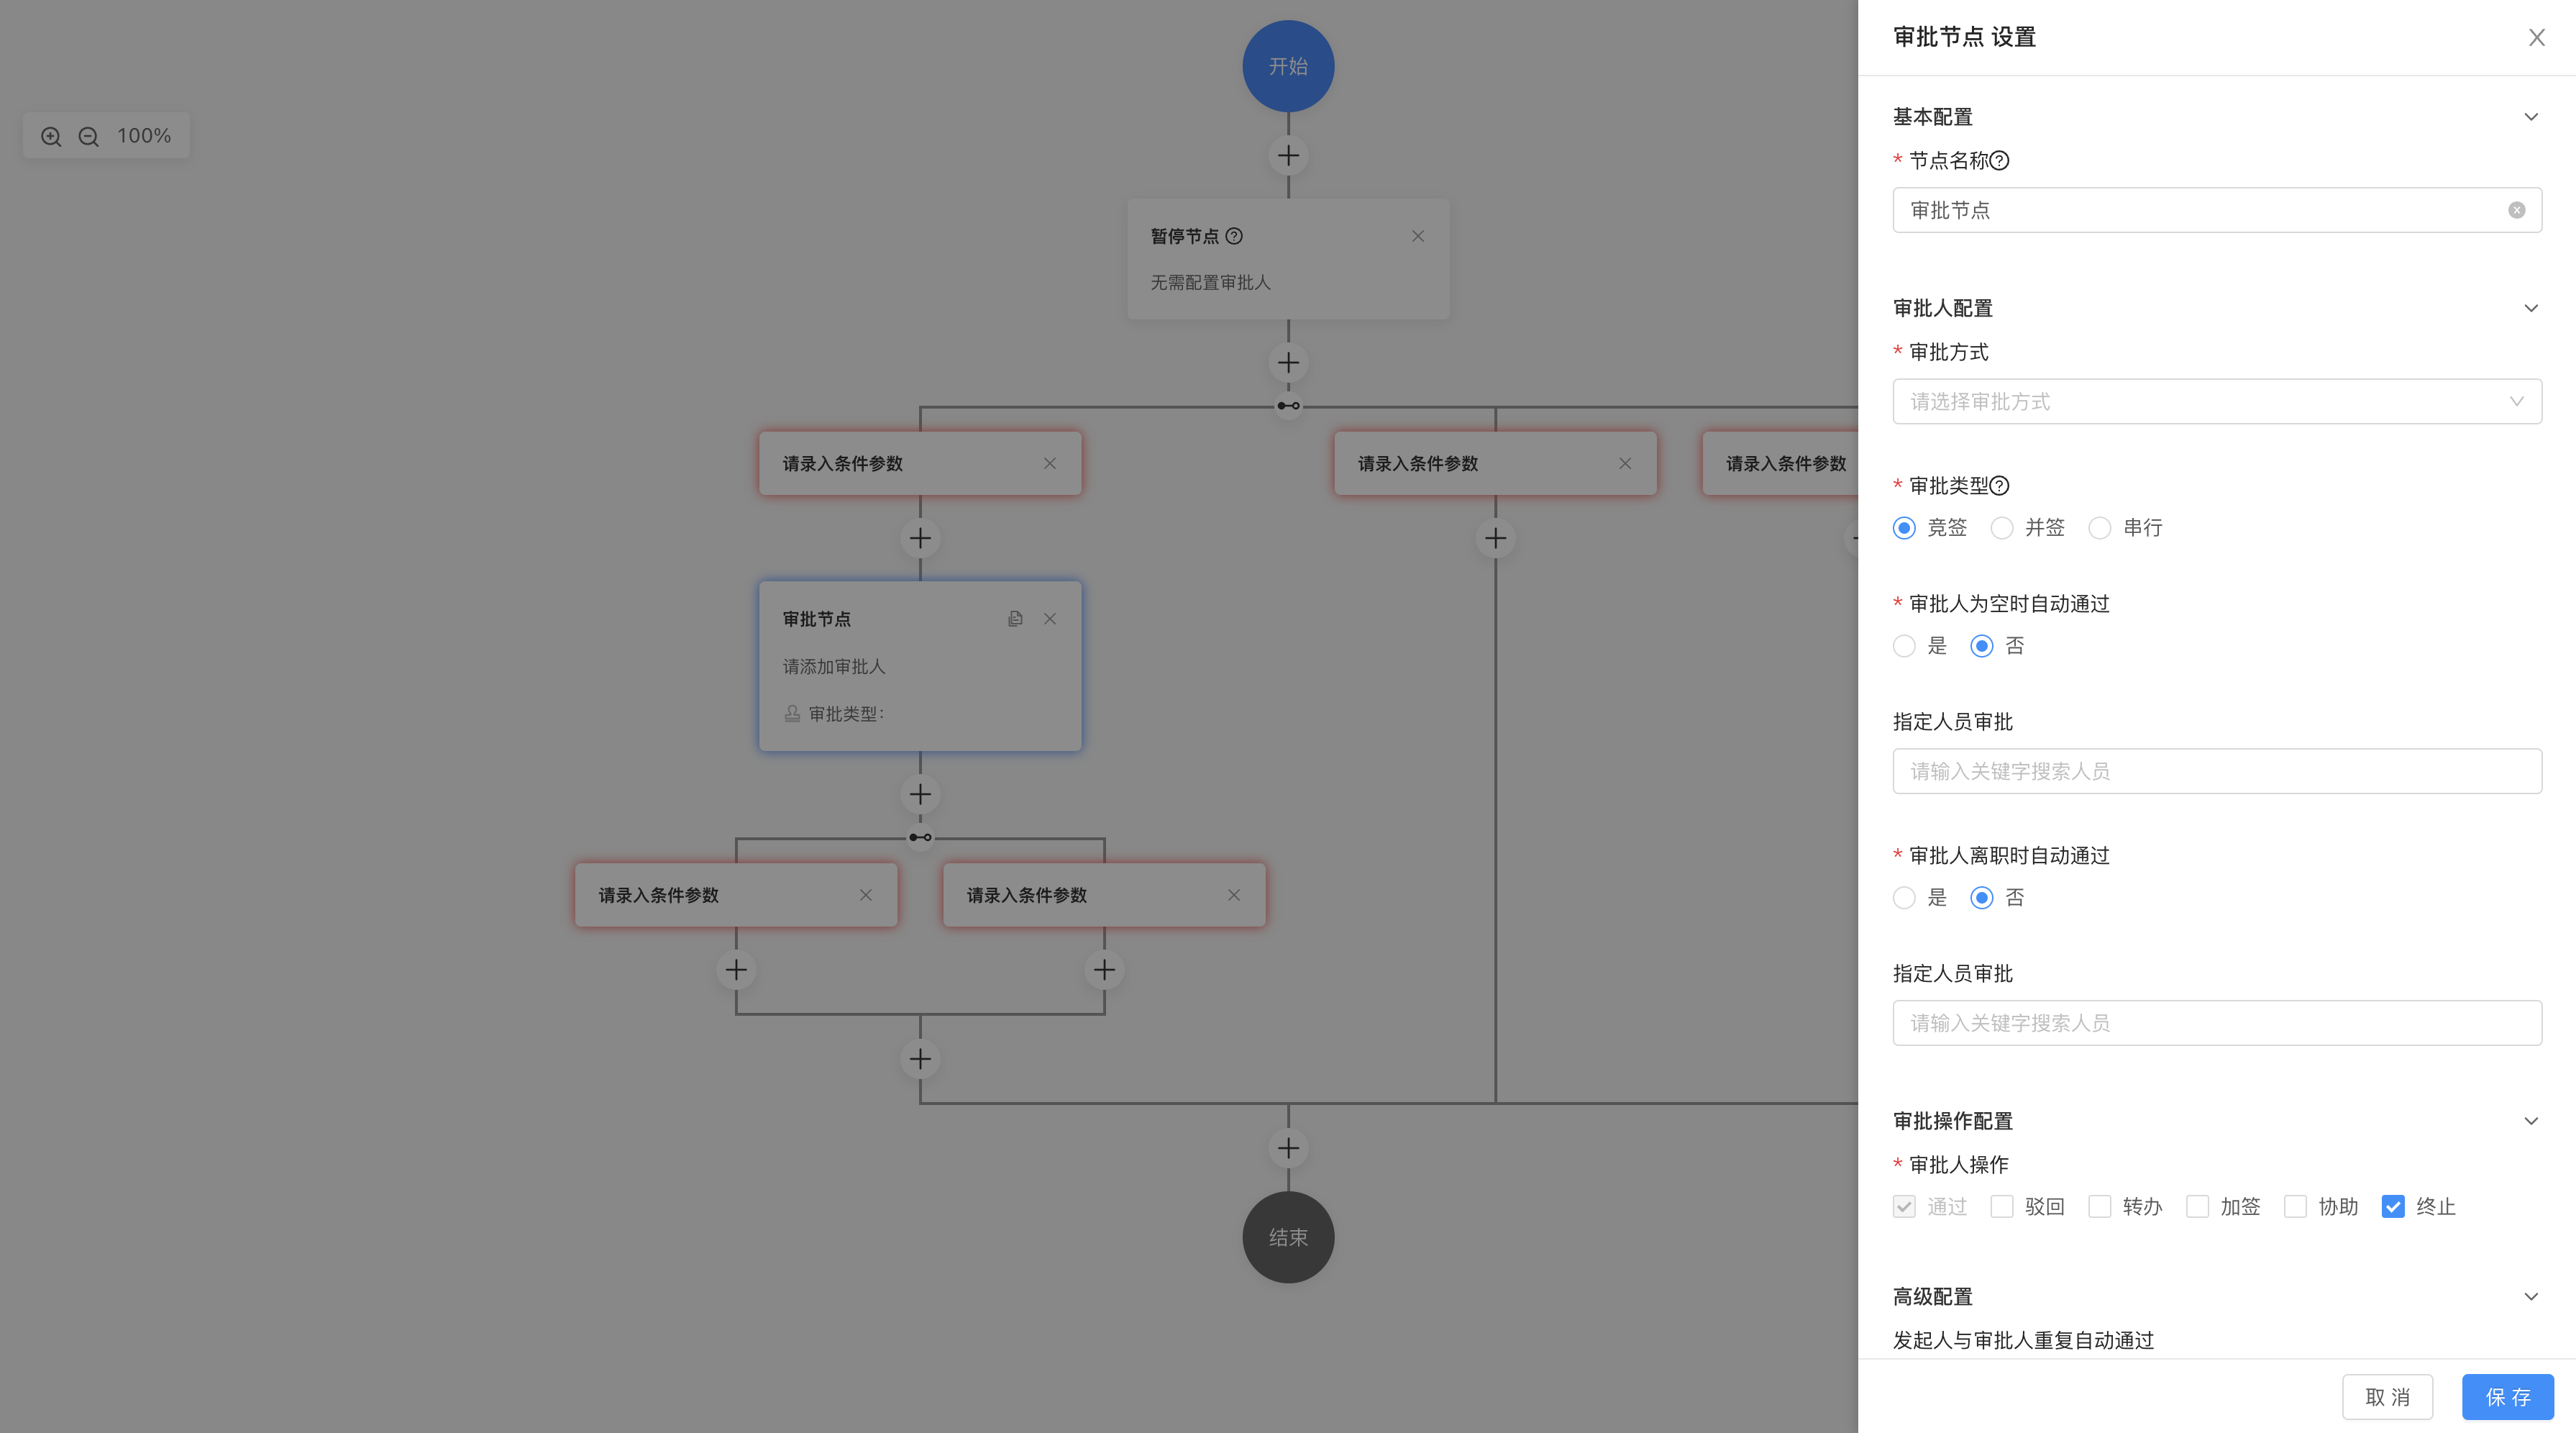 开始
100%
暂停节点
无需配置审批人
请录入条件参数
请录入条件参数
请录入条件参数
审批节点
请添加审批人
审批类型：
请录入条件参数
请录入条件参数
结束
审批节点 设置
基本配置
* 节点名称
审批节点
审批人配置
* 审批方式
请选择审批方式
* 审批类型
竞签 并签 串行
* 审批人为空时自动通过
是 否
指定人员审批
请输入关键字搜索人员
* 审批人离职时自动通过
是 否
指定人员审批
请输入关键字搜索人员
审批操作配置
* 审批人操作
通过 驳回 转办 加签 协助 终止
高级配置
发起人与审批人重复自动通过
取 消
保 存